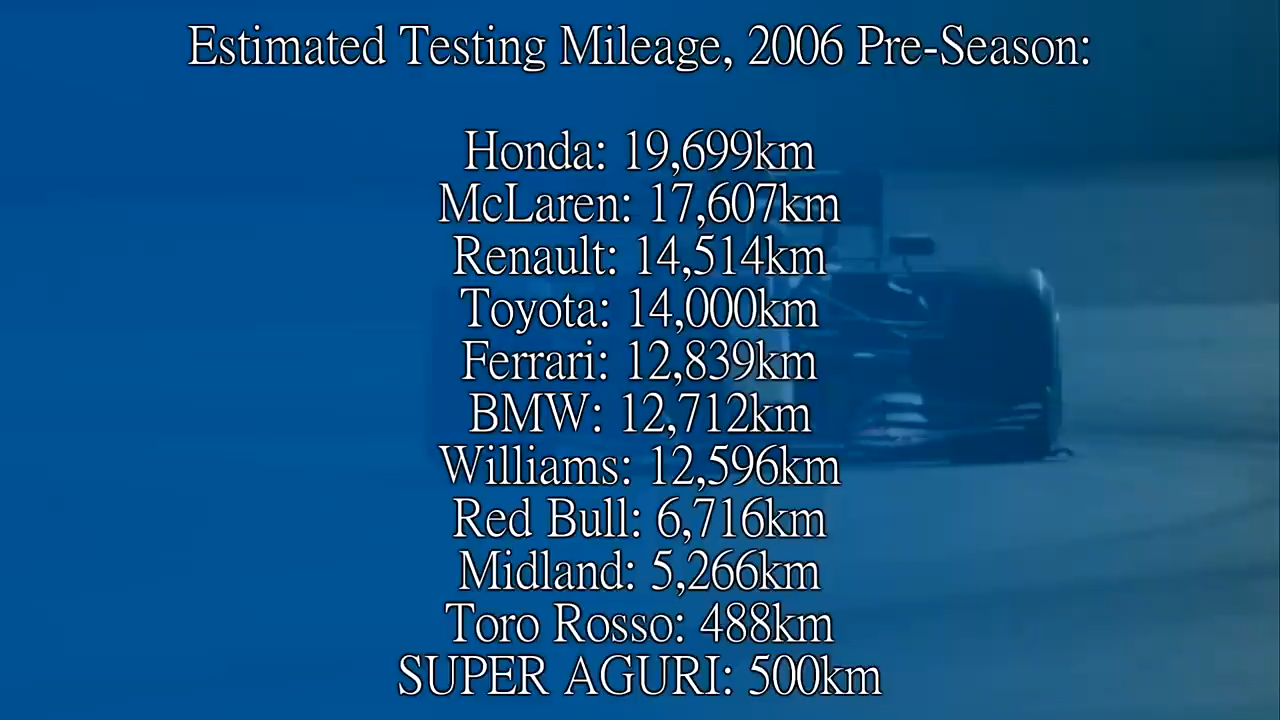 Estimated Testing Mileage, 2006 Pre-Season:
Honda: 19,699km
McLaren: 17,607km
Renault: 14,514km
Toyota: 14,000km
Ferrari: 12,839km
BMW: 12,712km
Williams: 12,596km
Red Bull: 6,716km
Midland: 5,266km
Toro Rosso: 488km
SUPER AGURI: 500km